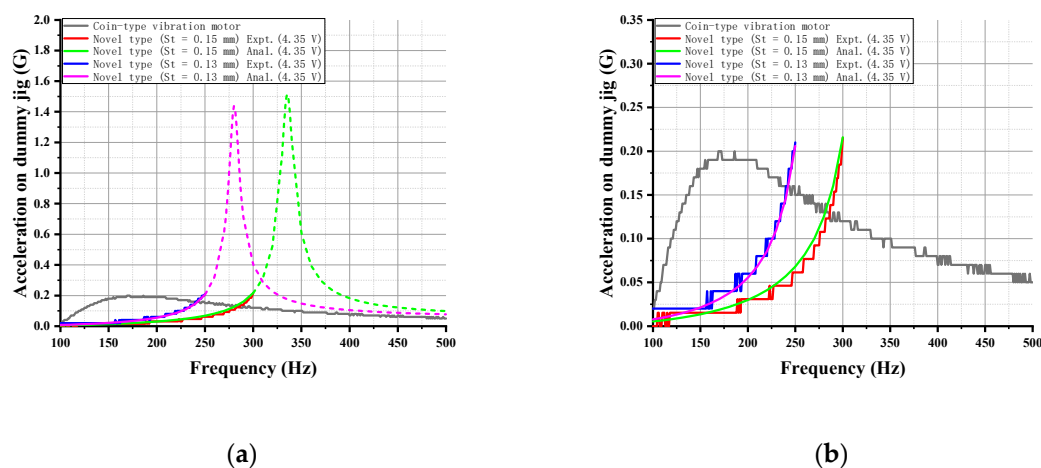 Coin-type vibration motor
Novel type (St = 0.15 mm) Expt.(4.35 V)
Novel type (St = 0.15 mm) Anal.(4.35 V)
Novel type (St = 0.13 mm) Expt.(4.35 V)
Novel type (St = 0.13 mm) Anal.(4.35 V)
Acceleration on dummy jig (G)
2.0
1.8
1.6
1.4
1.2
1.0
0.8
0.6
0.4
0.2
0.0
100 150 200 250 300 350 400 450 500
Frequency (Hz)
(a)
Coin-type vibration motor
Novel type (St = 0.15 mm) Expt.(4.35 V)
Novel type (St = 0.15 mm) Anal.(4.35 V)
Novel type (St = 0.13 mm) Expt.(4.35 V)
Novel type (St = 0.13 mm) Anal.(4.35 V)
Acceleration on dummy jig (G)
0.35
0.30
0.25
0.20
0.15
0.10
0.05
0.00
100 150 200 250 300 350 400 450 500
Frequency (Hz)
(b)